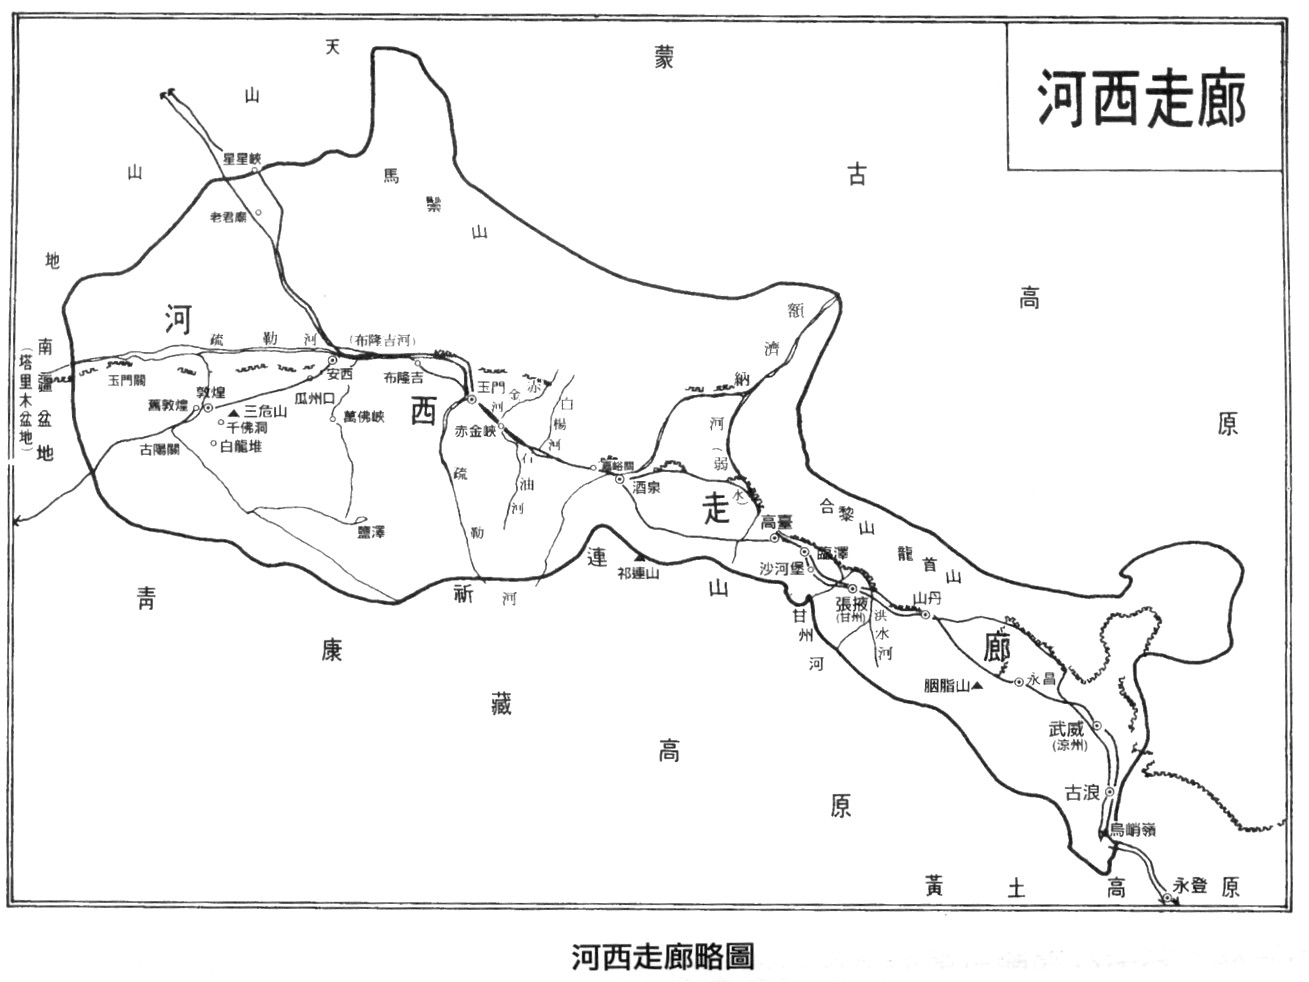 河西走廊
天山山地
蒙古高原
馬鬃山
星星峽
老君廟
河西走廊
南疆盆地
(塔里木盆地)
疏勒河
(布隆吉河)
玉門關
安西
布隆吉
玉門
瓜州口
敦煌
舊敦煌
三危山
千佛洞
白龍堆
古陽關
萬佛峽
鹽澤
赤金河
白楊河
赤金峽
石油河
疏勒河
嘉峪關
酒泉
額濟納河(弱水)
高臺
臨澤
沙河堡
張掖
(甘州)
合黎山
龍首山
山丹
洪水河
甘州河
祁連山
祈連山
胭脂山
永昌
武威
(涼州)
古浪
烏峭嶺
永登
青康藏高原
黃土高原
河西走廊略圖